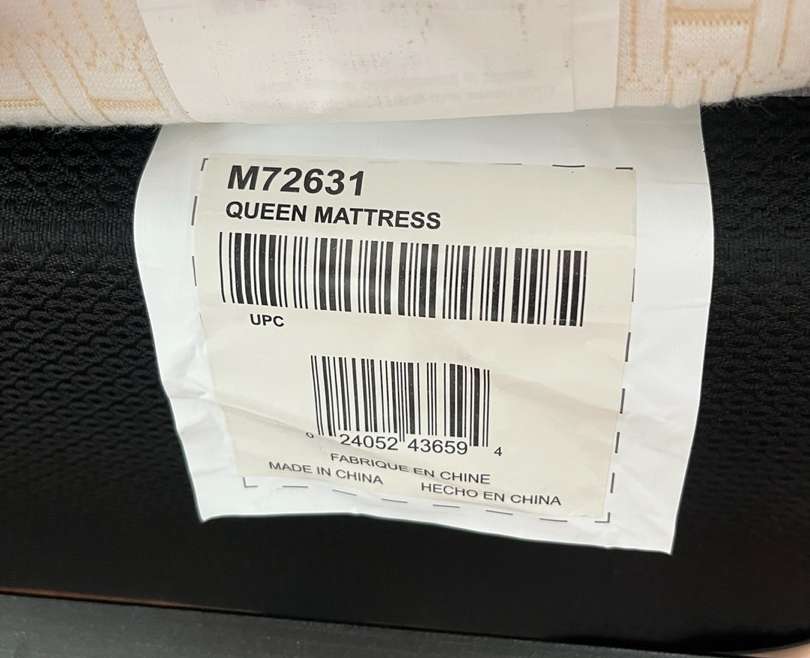 M72631
QUEEN MATTRESS
UPC
0 24052 43659 4
FABRIQUE EN CHINE
MADE IN CHINA HECHO EN CHINA